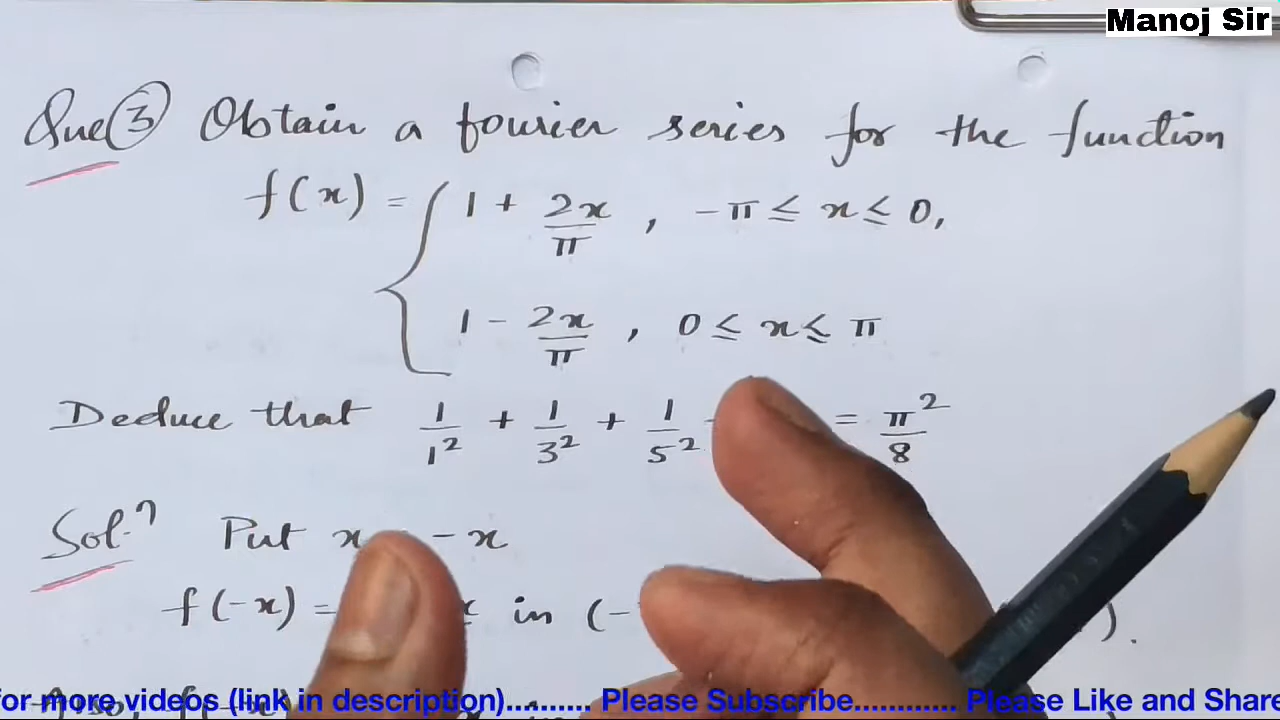 Manoj Sir
Que 3 Obtain a fourier series for the function
f(x) = { 1 + 2x/π , -π ≤ x ≤ 0,
1 - 2x/π , 0 ≤ x ≤ π
Deduce that 1/1² + 1/3² + 1/5² = π²/8
Sol.ⁿ Put x -x
f(-x) = in (- ).
for more videos (link in description).......... Please Subscribe............ Please Like and Share